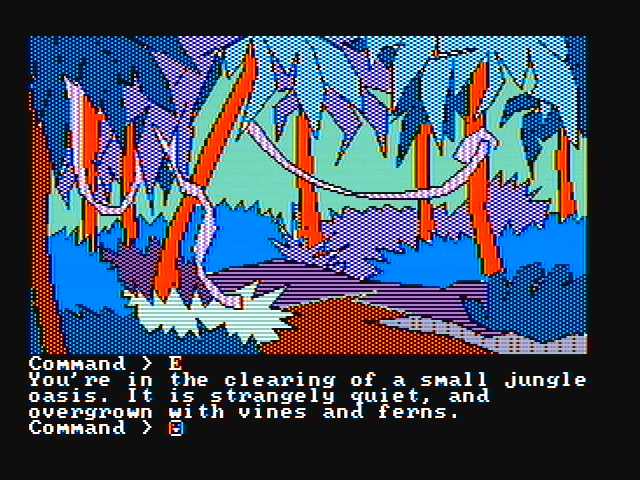 Command > E
You're in the clearing of a small jungle
oasis. It is strangely quiet, and
overgrown with vines and ferns.
Command >